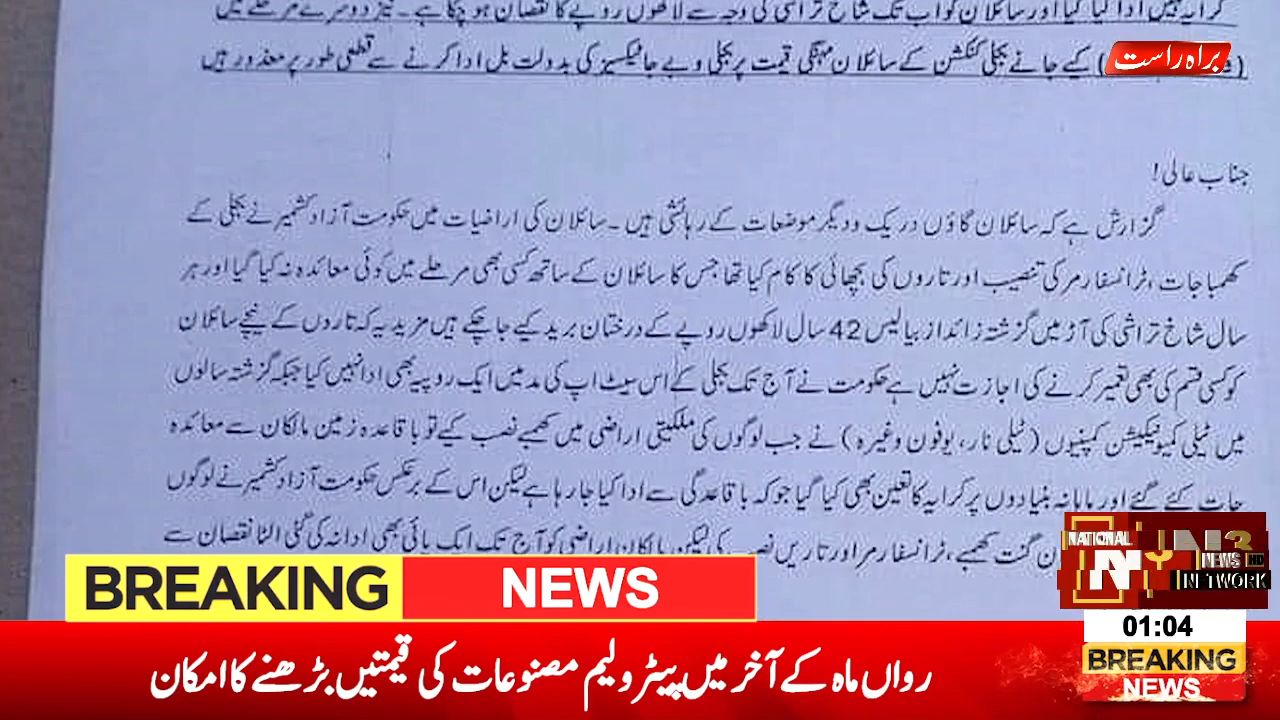 کرایہ نہیں ادا کیا گیا اور سائلان کو اب تک شاخ تراشی کی وجہ سے لاکھوں روپے کا نقصان ہو چکا ہے۔ نیز دوسرے مرحلے میں
) کیے جانے بجلی کنکشن کے سائلان مہنگی قیمت پر بجلی و بے جا ٹیکسیز کی بدولت بل ادا کرنے سے قطعی طور پر معذور ہیں
براہ راست
جناب عالی!
گزارش ہے کہ سائلان گاؤں دریک و دیگر موضعات کے رہائشی ہیں۔ سائلان کی اراضیات میں حکومت آزاد کشمیر نے بجلی کے
کھمبا جات، ٹرانسفارمر کی تنصیب اور تاروں کی بچھائی کا کام کیا تھا جس کا سائلان کے ساتھ کسی بھی مرحلے میں کوئی معائدہ نہ کیا گیا اور ہر
سال شاخ تراشی کی آڑ میں گزشتہ زائد از بیالیس 42 سال لاکھوں روپے کے درختان برید کیے جا چکے ہیں مزید یہ کہ تاروں کے نیچے سائلان
کو کسی قسم کی بھی تعمیر کرنے کی اجازت نہیں ہے حکومت نے آج تک بجلی کے اس سیٹ اپ کی مد میں ایک روپیہ بھی ادا نہیں کیا جبکہ گزشتہ سالوں
میں ٹیلی کمیونیکیشن کمپنیوں (ٹیلی نار، یوفون وغیرہ) نے جب لوگوں کی ملکیتی اراضی میں کھمبے نصب کیے تو باقاعدہ زمین مالکان سے معائدہ
جات کئے گئے اور ماہانہ بنیادوں پر کرایہ کا تعین بھی کیا گیا جو کہ باقاعدگی سے ادا کیا جا رہا ہے لیکن اس کے برعکس حکومت آزاد کشمیر نے لوگوں
ن گنت کھمبے، ٹرانسفارمر اور تاریں نصب کی لیکن مالکان اراضی کو آج تک ایک پائی بھی ادا نہ کی گئی الٹا نقصان سے
NATIONAL
N
NEWS HD
NETWORK
BREAKING NEWS
01:04
BREAKING
NEWS
رواں ماہ کے آخر میں پیٹرولیم مصنوعات کی قیمتیں بڑھنے کا امکان